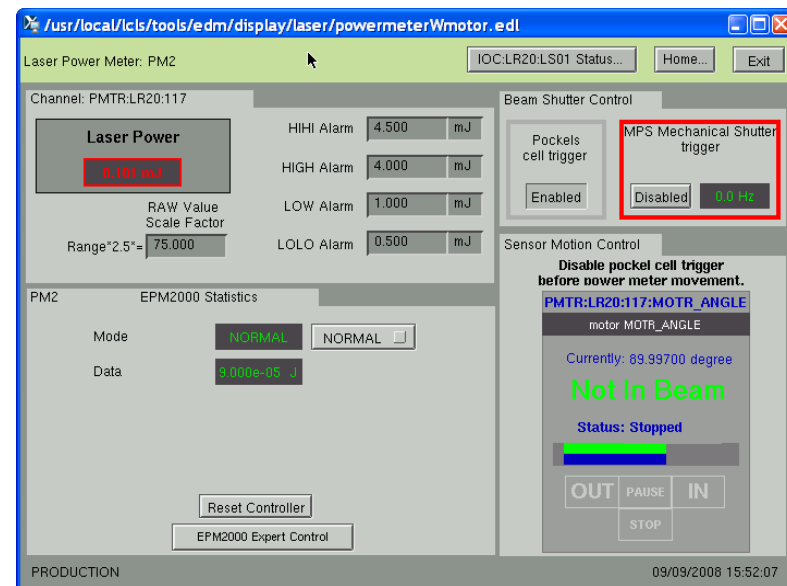 /usr/local/lcls/tools/edm/display/laser/powermeterWmotor.edl
Laser Power Meter: PM2
IOC:LR20:LS01 Status...
Home...
Exit
Channel: PMTR:LR20:117
Laser Power
RAW Value
Scale Factor
Range*2.5*=
75.000
HIHI Alarm 4.500 mJ
HIGH Alarm 4.000 mJ
LOW Alarm 1.000 mJ
LOLO Alarm 0.500 mJ
Beam Shutter Control
Pockels
cell trigger
Enabled
MPS Mechanical Shutter
trigger
Disabled
0.0 Hz
PM2
EPM2000 Statistics
Mode NORMAL NORMAL
Data 9.000e-05 J
Reset Controller
EPM2000 Expert Control
Sensor Motion Control
Disable pockel cell trigger
before power meter movement.
PMTR:LR20:117:MOTR_ANGLE
motor MOTR_ANGLE
Currently: 89.99700 degree
Not In Beam
Status: Stopped
OUT PAUSE IN
STOP
PRODUCTION
09/09/2008 15:52:07